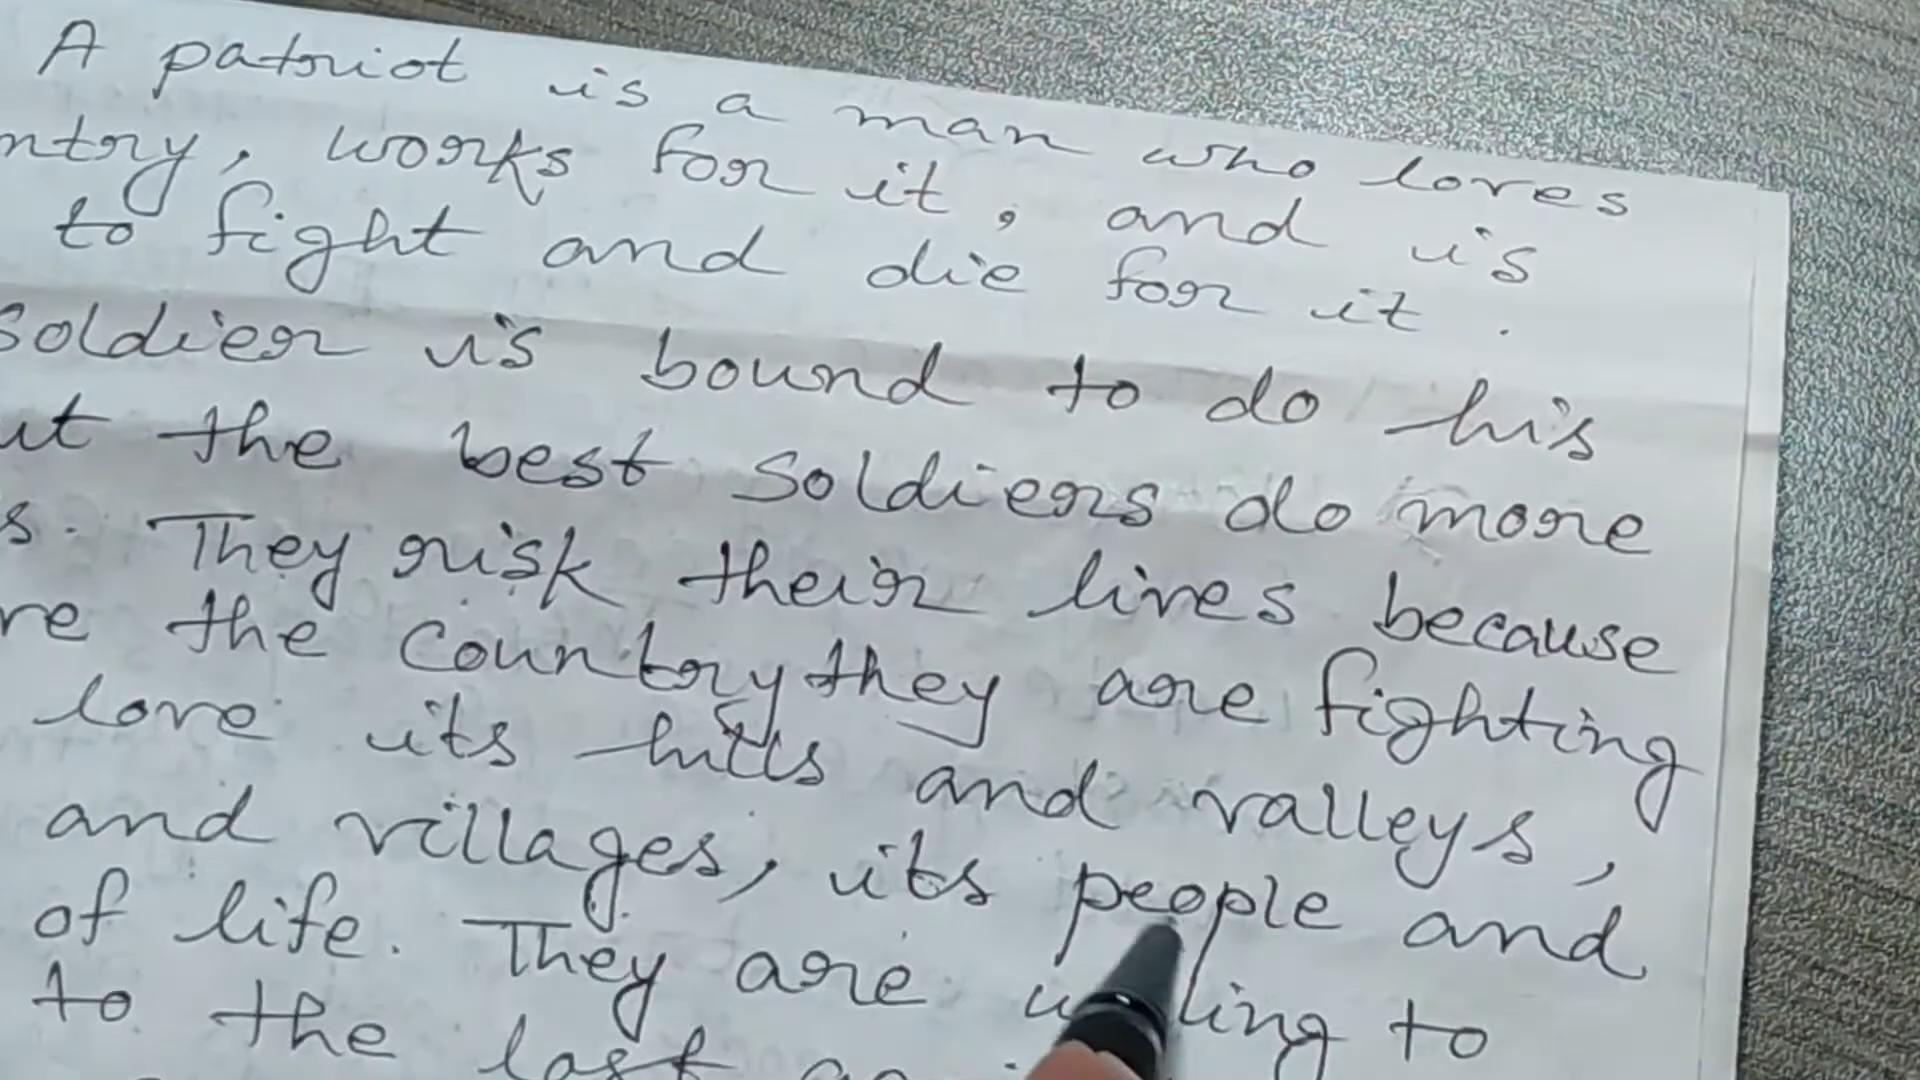 A patriot is a man who loves
ntry, works for it, and is
to fight and die for it.
soldier is bound to do his
ut the best soldiers do more
s. They risk their lives because
re the country they are fighting
love its hills and valleys,
and villages, its people and
of life. They are to
to the last